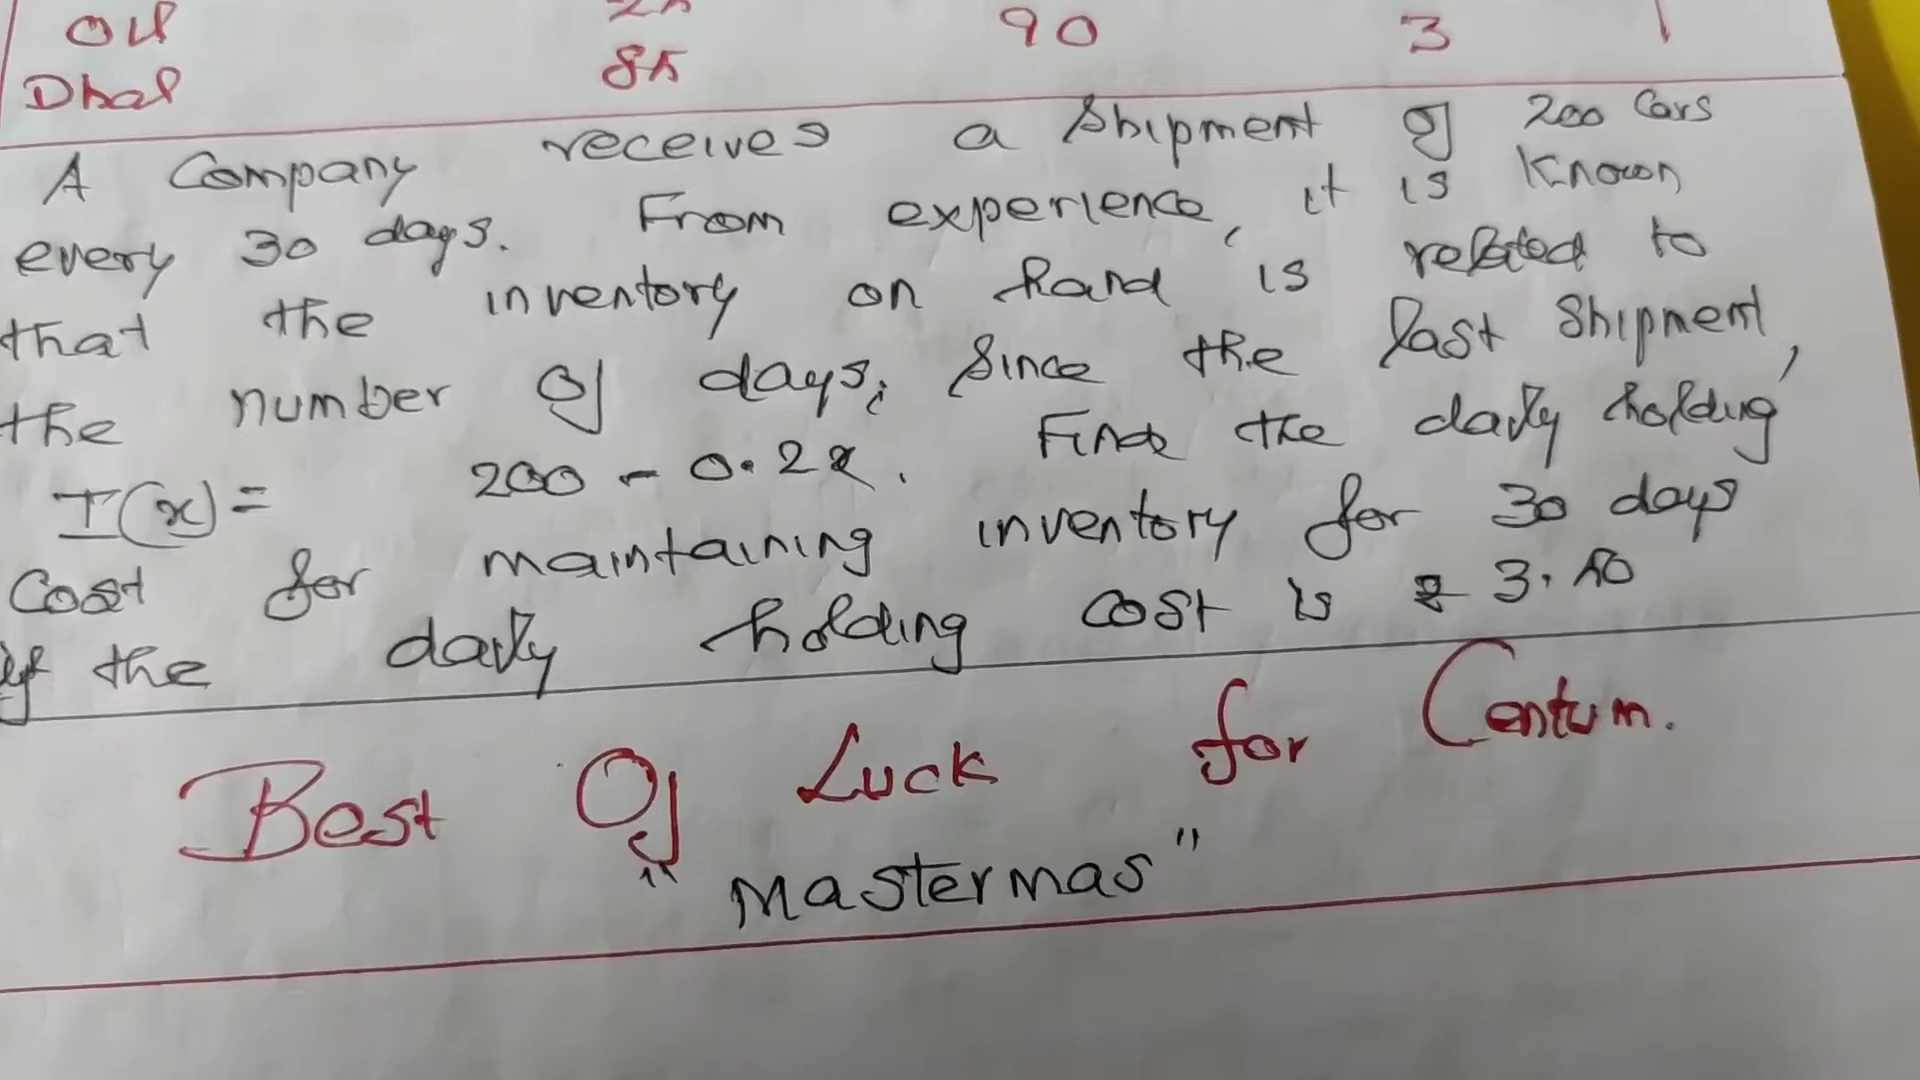 Oil 90 3
Dhal 85
A Company receives a Shipment of 200 Cars
every 30 days. From experience, it is Known
that the inventory on hand is related to
the number of days, Since the last Shipment,
I(x) = 200 - 0.2x. Find the daily holding
Cost for maintaining inventory for 30 days
if the daily holding cost is ₹ 3.50
Best Of Luck for Centum.
"Mastermas"